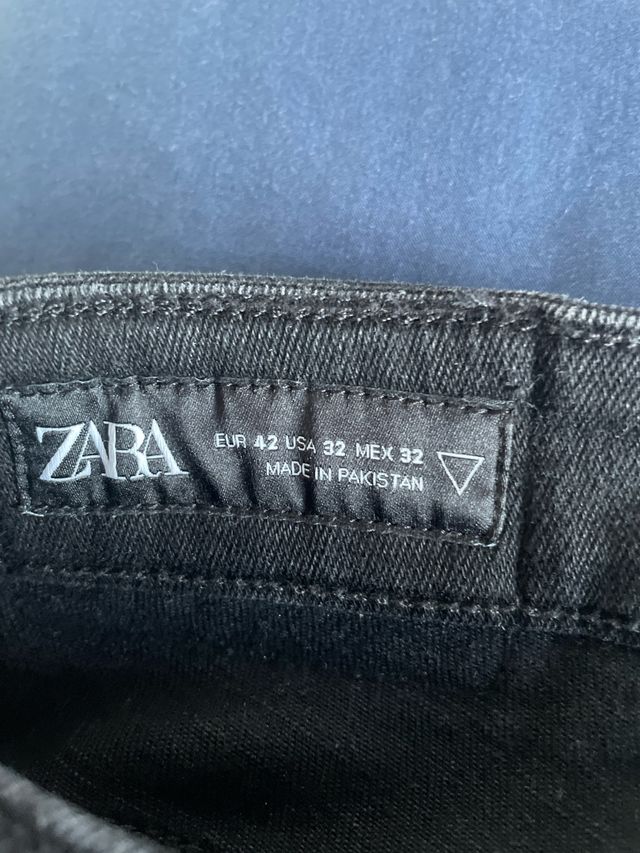 ZARA
EUR 42 USA 32 MEX 32
MADE IN PAKISTAN